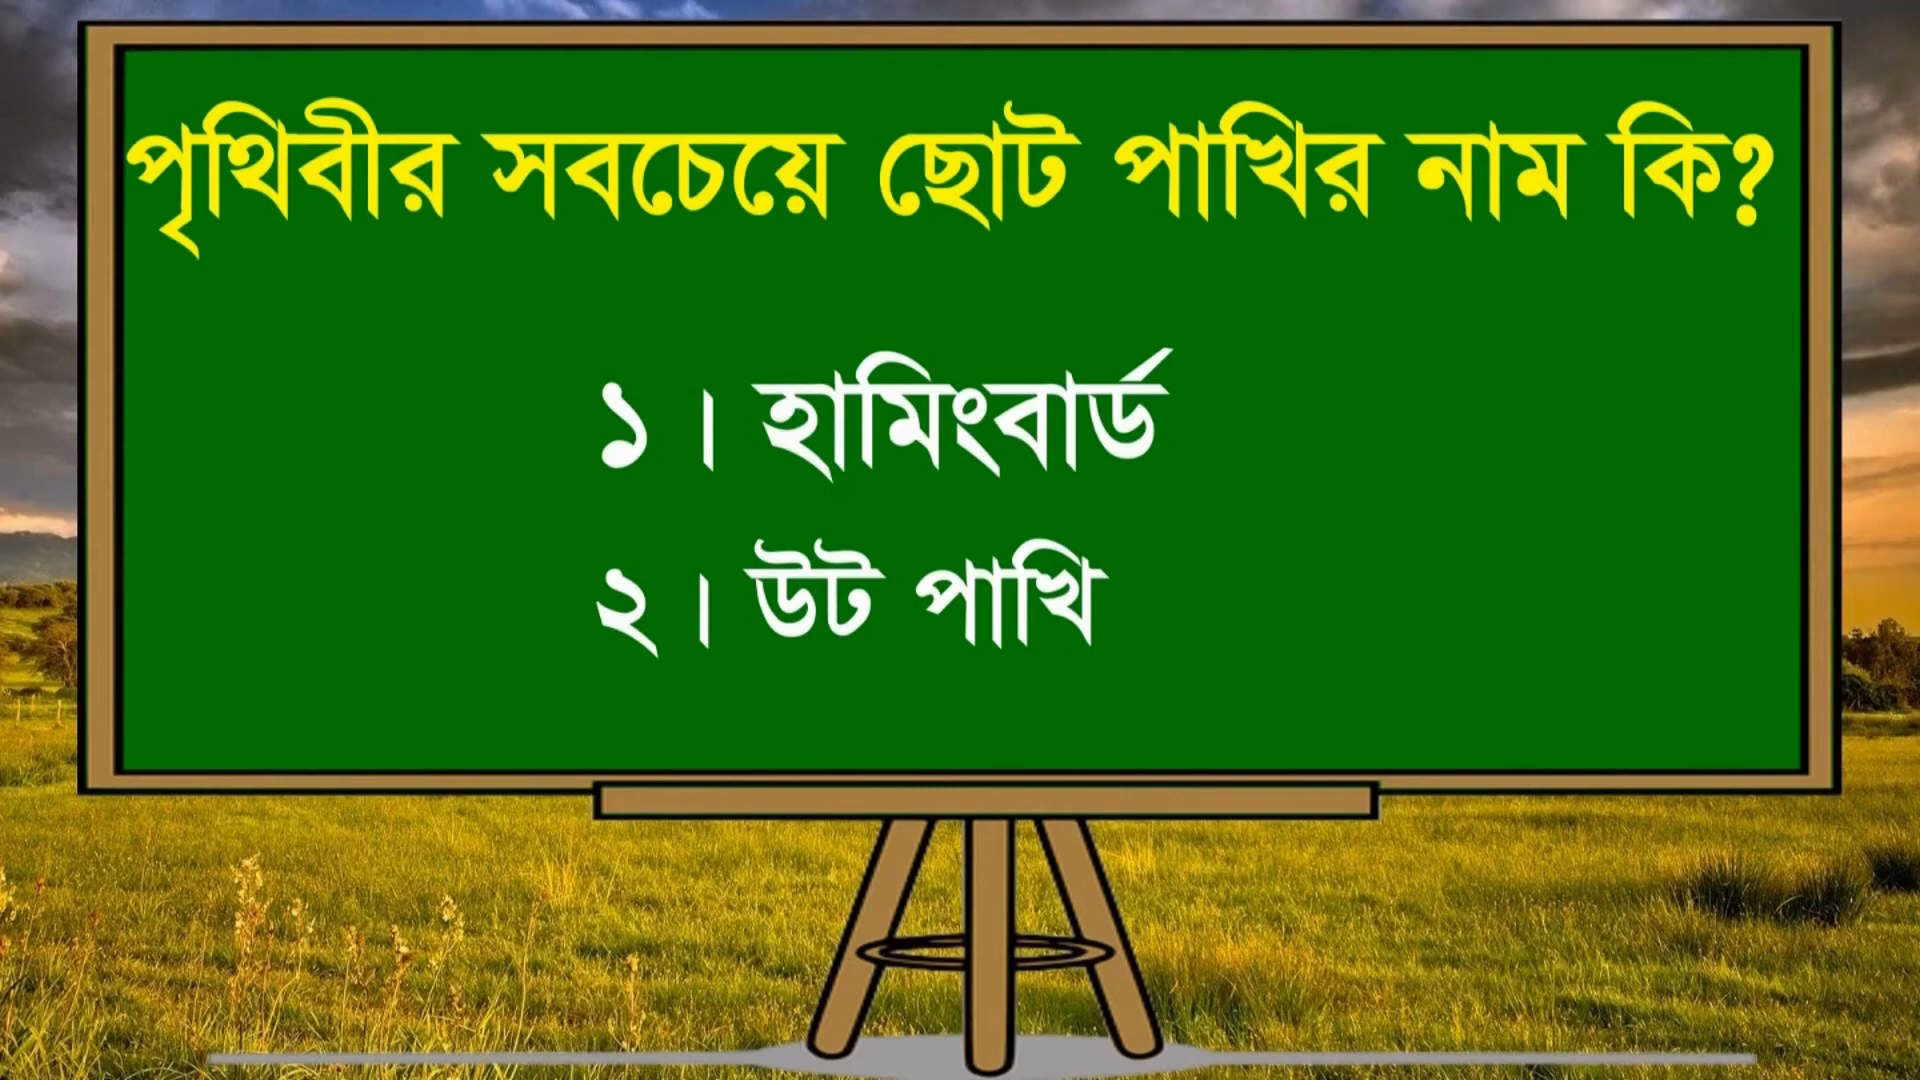 পৃথিবীর সবচেয়ে ছোট পাখির নাম কি?
১। হামিংবার্ড
২। উট পাখি